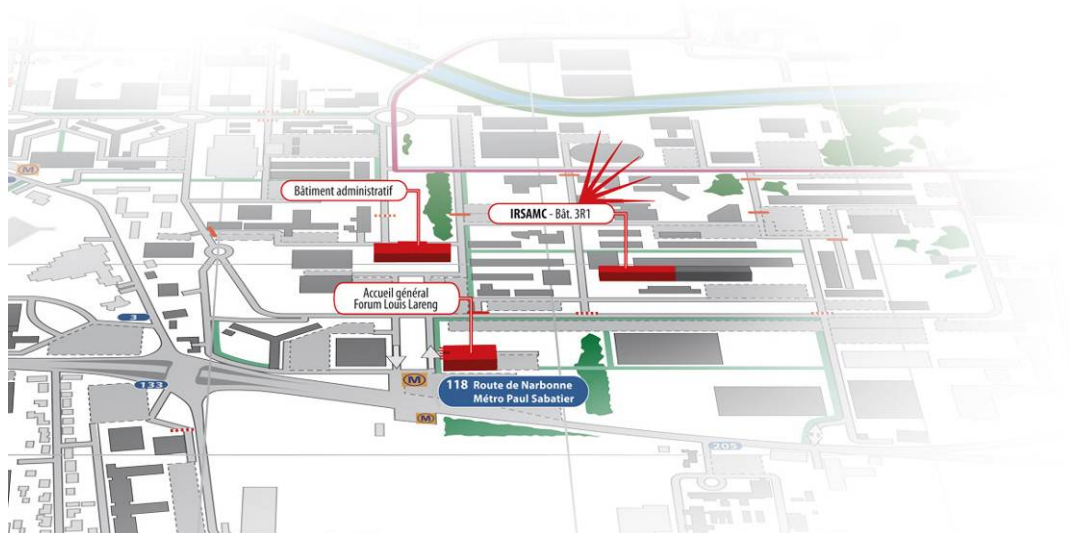 M
Bâtiment administratif
IRSAMC - Bât. 3R1
Accueil général
Forum Louis Lareng
3
133
M
118 Route de Narbonne
Métro Paul Sabatier
M
205